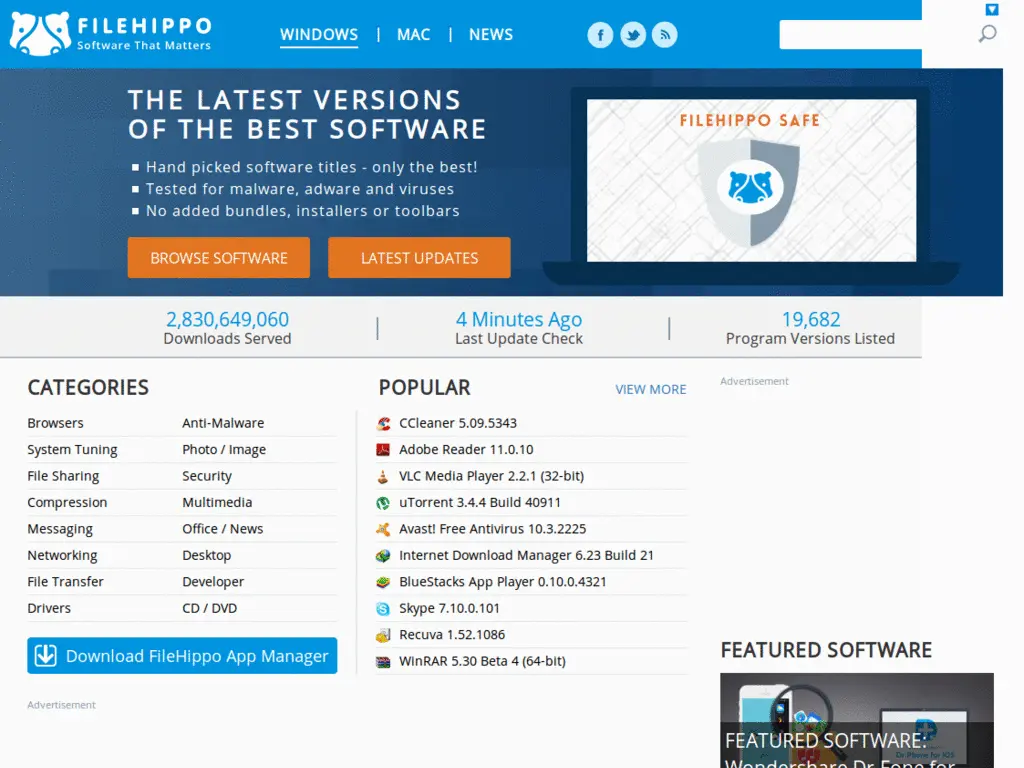 FILEHIPPO
Software That Matters
WINDOWS | MAC | NEWS
THE LATEST VERSIONS
OF THE BEST SOFTWARE
Hand picked software titles - only the best!
Tested for malware, adware and viruses
No added bundles, installers or toolbars
BROWSE SOFTWARE
LATEST UPDATES
FILEHIPPO SAFE
2,830,649,060
Downloads Served
4 Minutes Ago
Last Update Check
19,682
Program Versions Listed
CATEGORIES
Browsers
Anti-Malware
System Tuning
Photo / Image
File Sharing
Security
Compression
Multimedia
Messaging
Office / News
Networking
Desktop
File Transfer
Developer
Drivers
CD / DVD
Download FileHippo App Manager
Advertisement
POPULAR
VIEW MORE
CCleaner 5.09.5343
Adobe Reader 11.0.10
VLC Media Player 2.2.1 (32-bit)
uTorrent 3.4.4 Build 40911
Avast! Free Antivirus 10.3.2225
Internet Download Manager 6.23 Build 21
BlueStacks App Player 0.10.0.4321
Skype 7.10.0.101
Recuva 1.52.1086
WinRAR 5.30 Beta 4 (64-bit)
Advertisement
FEATURED SOFTWARE
Dr.Fone for iOS
FEATURED SOFTWARE:
Wondershare Dr.Fone for